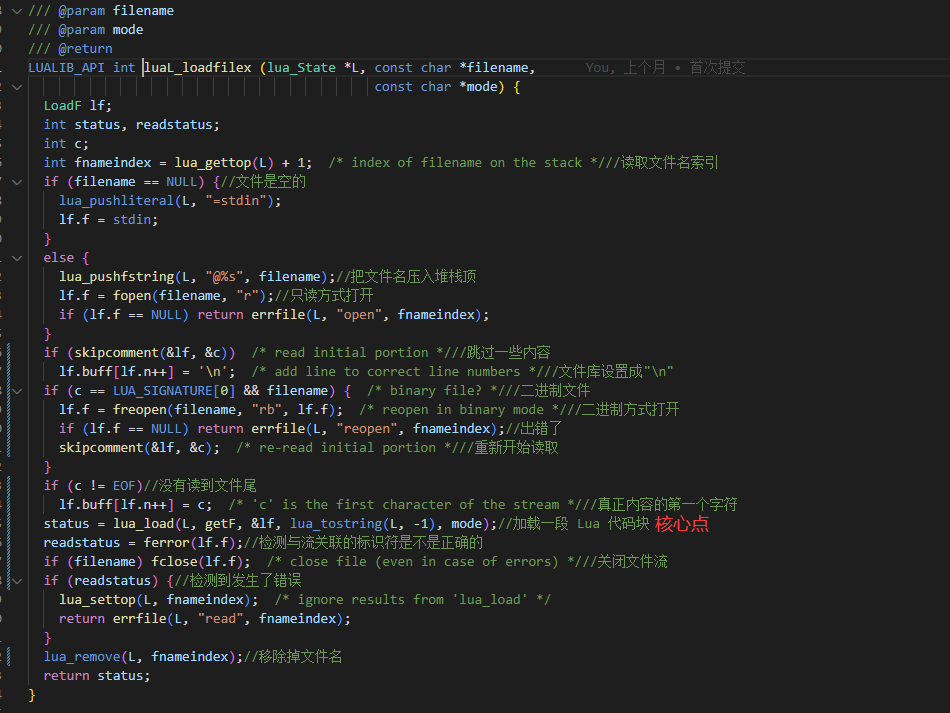 /// @param filename
/// @param mode
/// @return
LUALIB_API int luaL_loadfilex (lua_State *L, const char *filename, You, 上个月 • 首次提交
const char *mode) {
LoadF lf;
int status, readstatus;
int c;
int fnameindex = lua_gettop(L) + 1;  /* index of filename on the stack *///读取文件名索引
if (filename == NULL) {//文件是空的
lua_pushliteral(L, "=stdin");
lf.f = stdin;
}
else {
lua_pushfstring(L, "@%s", filename);//把文件名压入堆栈顶
lf.f = fopen(filename, "r");//只读方式打开
if (lf.f == NULL) return errfile(L, "open", fnameindex);
}
if (skipcomment(&lf, &c))  /* read initial portion *///跳过一些内容
lf.buff[lf.n++] = '\n';  /* add line to correct line numbers *///文件库设置成"\n"
if (c == LUA_SIGNATURE[0] && filename) {  /* binary file? *///二进制文件
lf.f = freopen(filename, "rb", lf.f);  /* reopen in binary mode *///二进制方式打开
if (lf.f == NULL) return errfile(L, "reopen", fnameindex);//出错了
skipcomment(&lf, &c);  /* re-read initial portion *///重新开始读取
}
if (c != EOF)//没有读到文件尾
lf.buff[lf.n++] = c;  /* 'c' is the first character of the stream *///真正内容的第一个字符
status = lua_load(L, getF, &lf, lua_tostring(L, -1), mode);//加载一段 Lua 代码块 核心点
readstatus = ferror(lf.f);//检测与流关联的标识符是不是正确的
if (filename) fclose(lf.f);  /* close file (even in case of errors) *///关闭文件流
if (readstatus) {//检测到发生了错误
lua_settop(L, fnameindex);  /* ignore results from 'lua_load' */
return errfile(L, "read", fnameindex);
}
lua_remove(L, fnameindex);//移除掉文件名
return status;
}